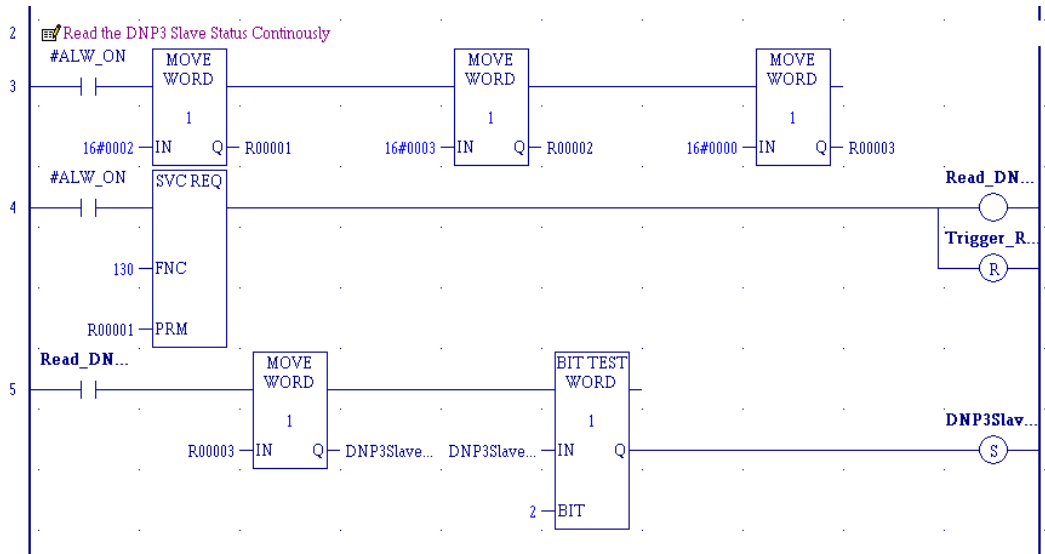 2 Read the DNP3 Slave Status Continously
#ALW_ON MOVE WORD MOVE WORD MOVE WORD
3
1 1 1
16#0002 IN Q R00001 16#0003 IN Q R00002 16#0000 IN Q R00003
#ALW_ON SVC REQ Read_DN...
4
Trigger_R...
130 FNC R
R00001 PRM
Read_DN... MOVE WORD BIT TEST WORD
5
1 1 DNP3Slav...
R00003 IN Q DNP3Slave... DNP3Slave... IN Q S
2 BIT